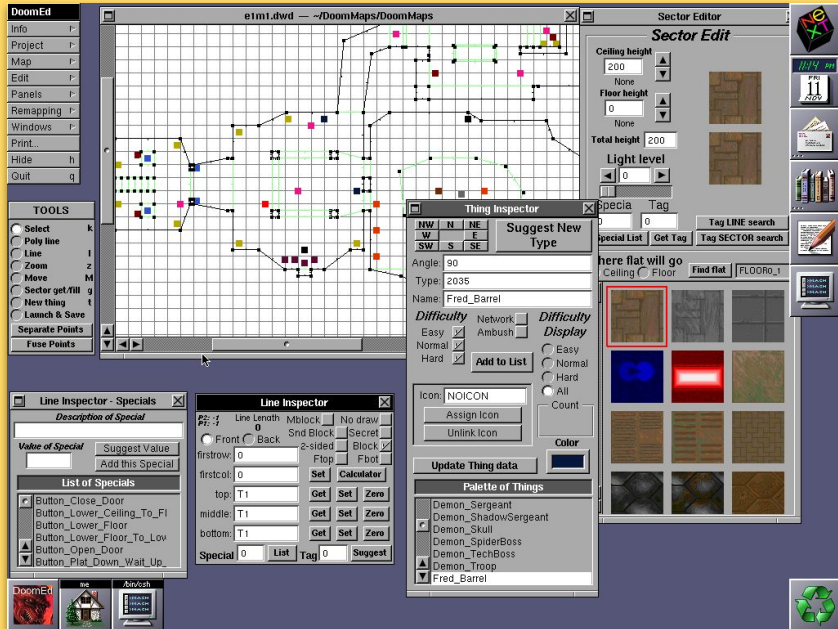 DoomEd
Info
Project
Map
Edit
Panels
Remapping
Windows
Print...
Hide h
Quit q
TOOLS
Select k
Poly line
Line l
Zoom z
Move M
Sector get/fill g
New thing t
Launch & Save
Separate Points
Fuse Points
e1m1.dwd — ~/DoomMaps/DoomMaps
Sector Editor
Sector Edit
Ceiling height
200
None
Floor height
0
None
Total height 200
Light level
0
Specia Tag
0
Tag LINE search
Special List Get Tag Tag SECTOR search
here flat will go
Ceiling Floor Find flat FLOOR0_1
Thing Inspector
NW N NE
W E
SW S SE
Suggest New
Type
Angle: 90
Type: 2035
Name: Fred_Barrel
Difficulty
Easy
Normal
Hard
Network
Ambush
Add to List
Difficulty
Display
Easy
Normal
Hard
All
Count
Icon: NOICON
Assign Icon
Unlink Icon
Color
Update Thing data
Palette of Things
Demon_Sergeant
Demon_ShadowSergeant
Demon_Skull
Demon_SpiderBoss
Demon_TechBoss
Demon_Troop
Fred_Barrel
Line Inspector - Specials
Description of Special
Value of Special
Suggest Value
Add this Special
List of Specials
Button_Close_Door
Button_Lower_Ceiling_To_Fl
Button_Lower_Floor
Button_Lower_Floor_To_Lov
Button_Open_Door
Button_Plat_Down_Wait_Up_
Line Inspector
P2: -1
P1: -1
Line Length
0
Mblock No draw
Snd Block Secret
Front Back 2-sided Block
Ftop Fbot
firstrow: 0
firstcol: 0 Set Calculator
top: T1 Get Set Zero
middle: T1 Get Set Zero
bottom: T1 Get Set Zero
Special 0 List Tag 0 Suggest
DoomEd
me
/bin/csh
11:14 PM
FRI
11
NOV